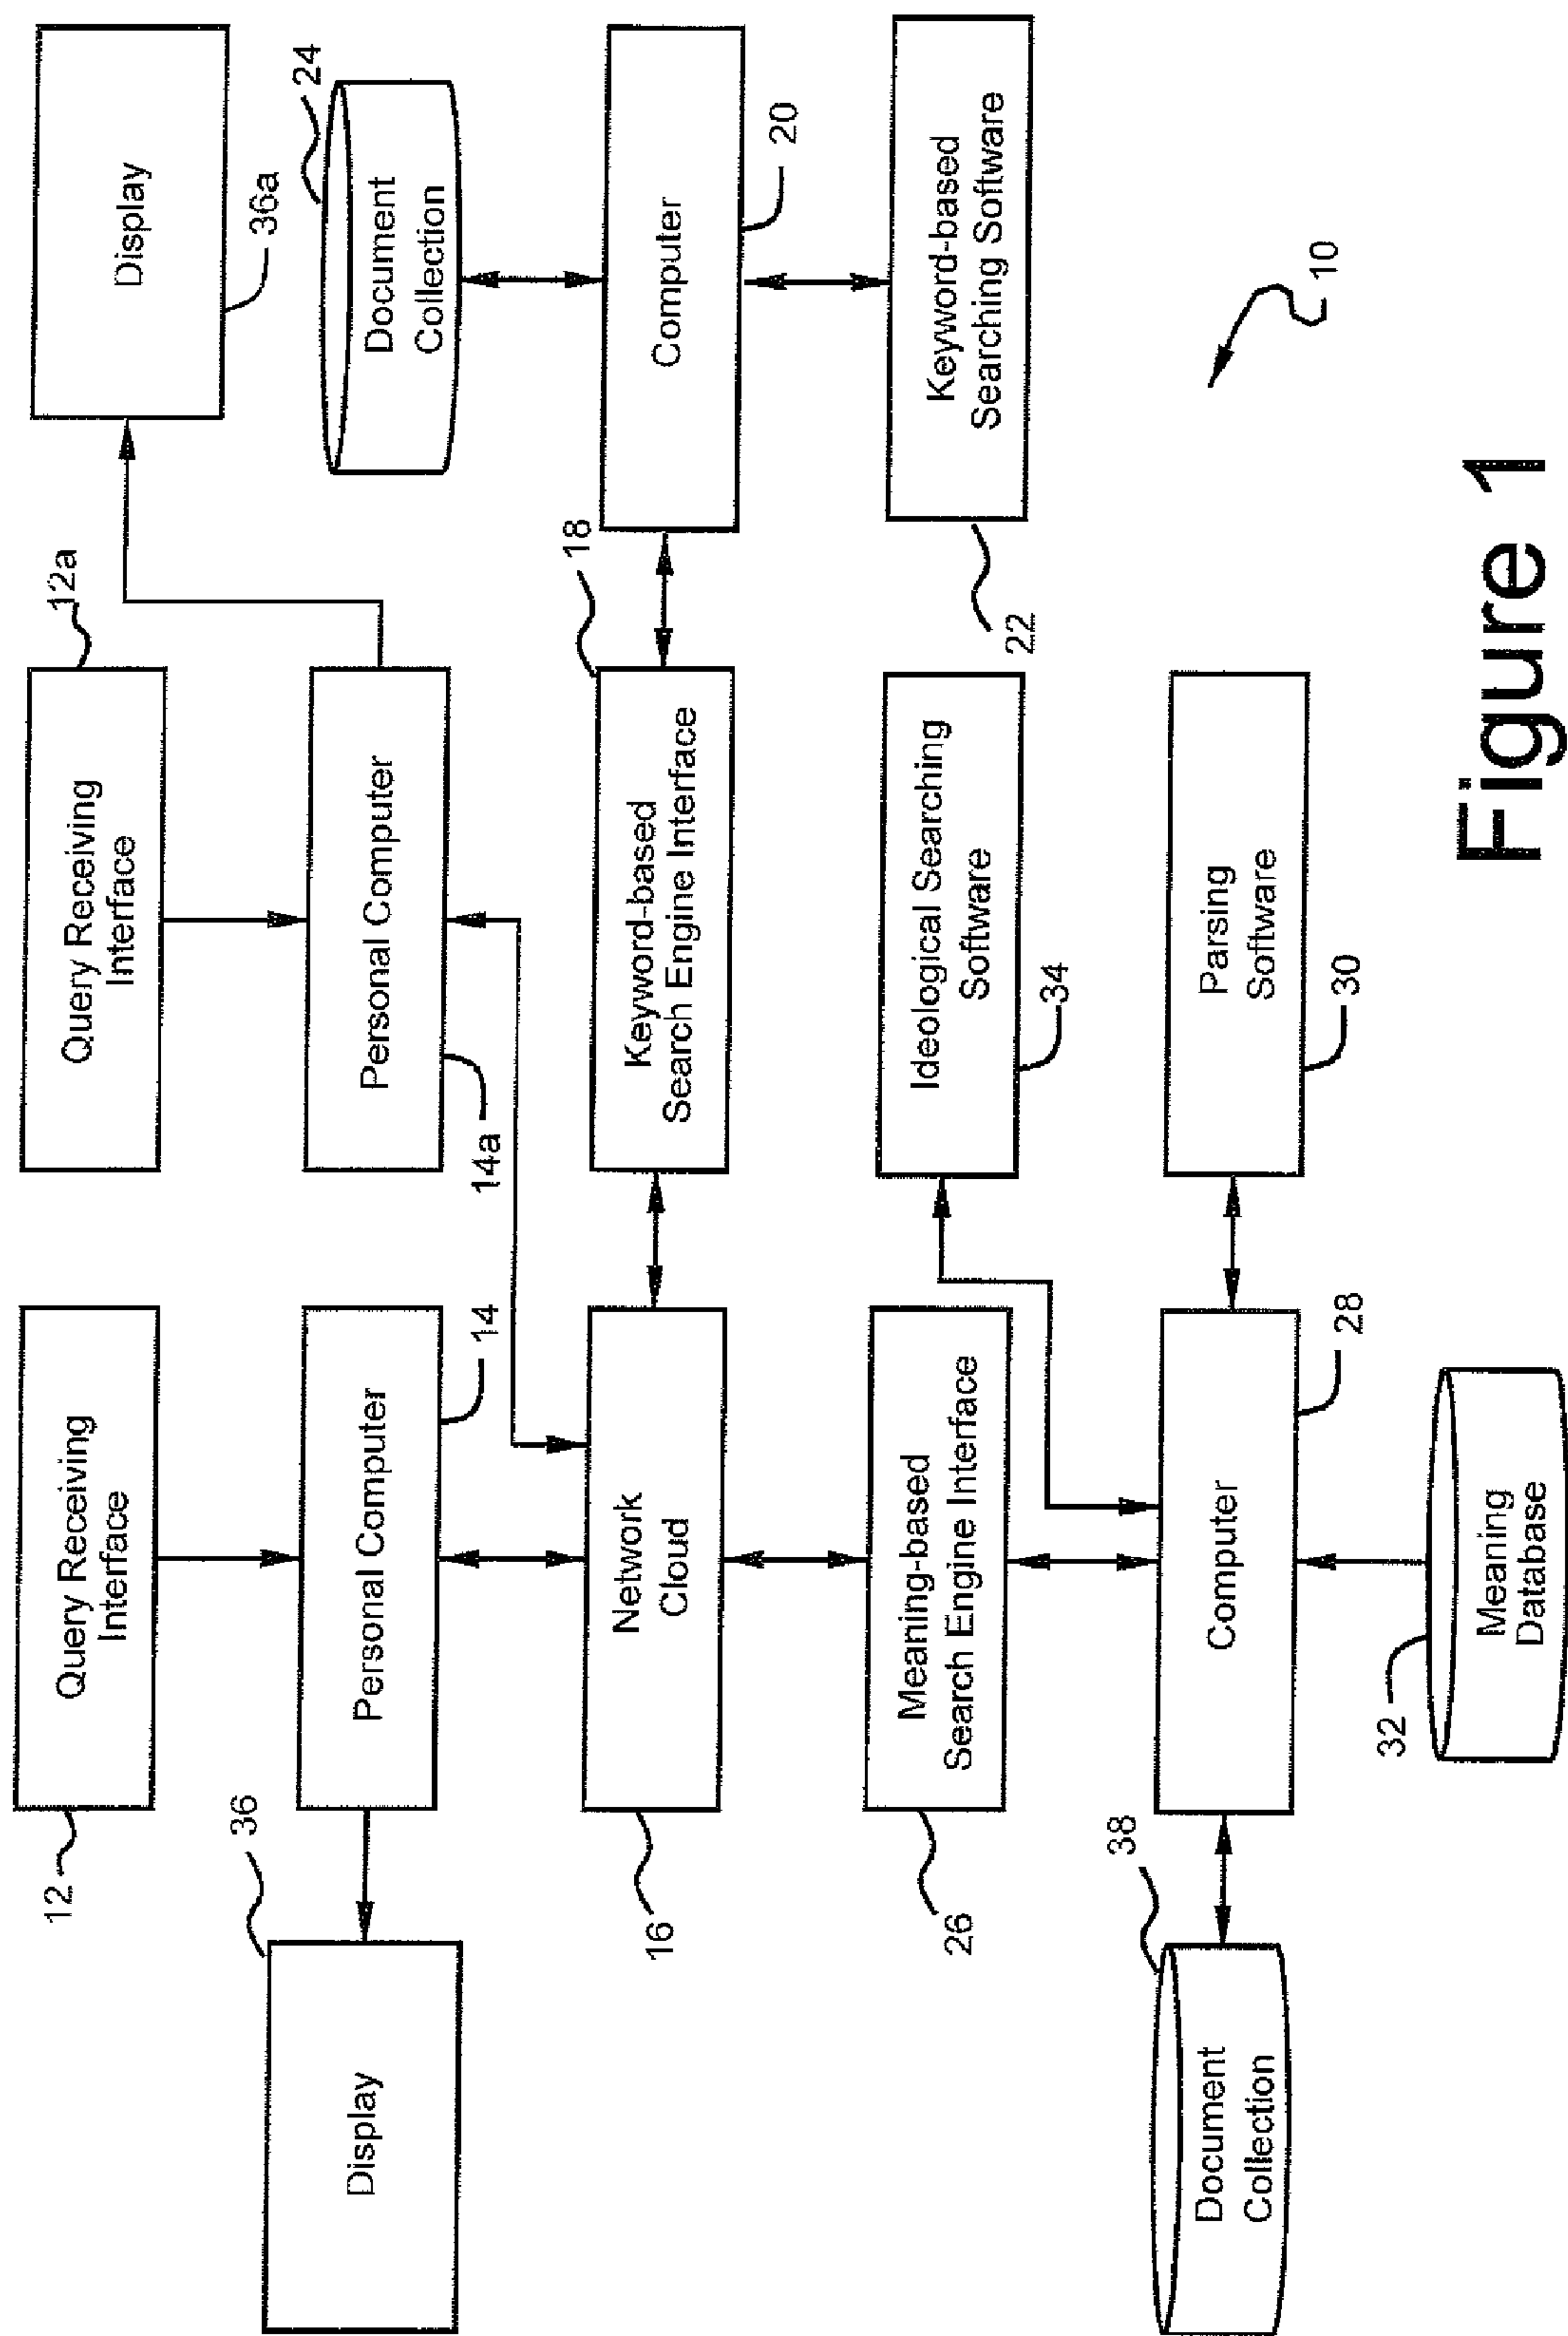 12
Query Receiving
Interface
Query Receiving
Interface
12a
Display
36a
36
Display
Personal Computer
14
Personal Computer
14a
Document
Collection
24
16
Network
Cloud
Keyword-based
Search Engine Interface
18
Computer
20
26
Meaning-based
Search Engine Interface
Ideological Searching
Software
34
22
Keyword-based
Searching Software
38
Document
Collection
Computer
28
Parsing
Software
30
10
32
Meaning
Database
Figure 1